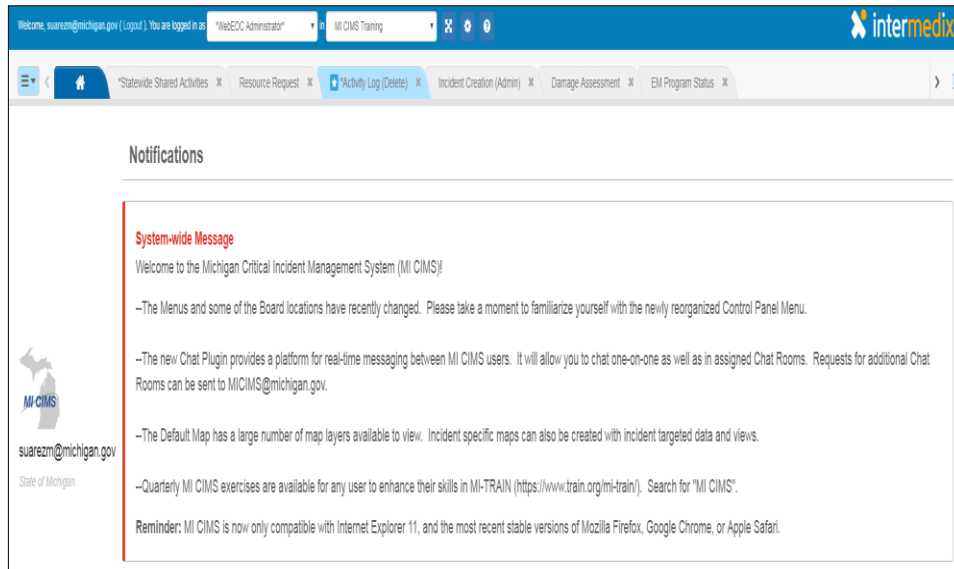 Welcome, suarezm@michigan.gov ( Logout ). You are logged in as *WebEOC Administrator* in MI CIMS Training
intermedix
*Statewide Shared Activities Resource Request *Activity Log (Delete) Incident Creation (Admin) Damage Assessment EM Program Status
Notifications
System-wide Message
Welcome to the Michigan Critical Incident Management System (MI CIMS)!
--The Menus and some of the Board locations have recently changed. Please take a moment to familiarize yourself with the newly reorganized Control Panel Menu.
--The new Chat Plugin provides a platform for real-time messaging between MI CIMS users. It will allow you to chat one-on-one as well as in assigned Chat Rooms. Requests for additional Chat
Rooms can be sent to MICIMS@michigan.gov.
--The Default Map has a large number of map layers available to view. Incident specific maps can also be created with incident targeted data and views.
--Quarterly MI CIMS exercises are available for any user to enhance their skills in MI-TRAIN (https://www.train.org/mi-train/). Search for "MI CIMS".
Reminder: MI CIMS is now only compatible with Internet Explorer 11, and the most recent stable versions of Mozilla Firefox, Google Chrome, or Apple Safari.
MI CIMS
suarezm@michigan.gov
State of Michigan